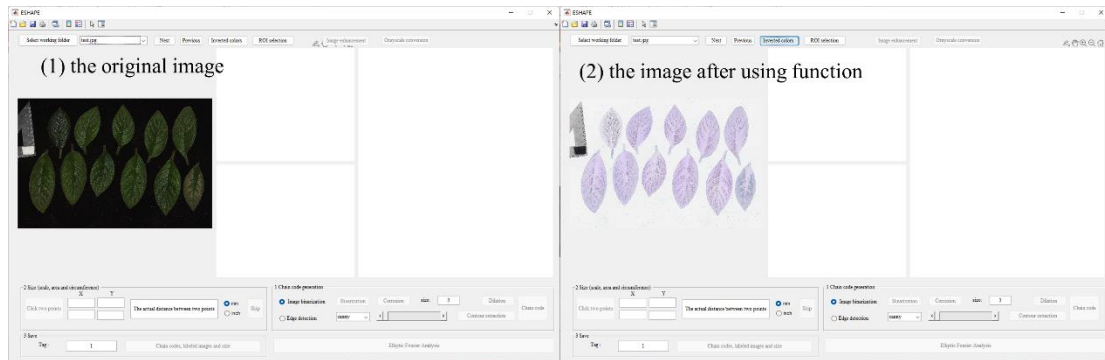 ESHAPE
Select working folder test.jpg Next Previous Inverted colors ROI selection Image enhancement Grayscale conversion
(1) the original image
2 Size (scale, area and circumference)
X Y
Click two points The actual distance between two points mm inch Skip
1 Chain code generation
Image binarization Binarization Corrosion size: 3 Dilation
Edge detection canny Contour extraction Chain code
3 Save
Tag: 1 Chain codes, labeled images and size Elliptic Fourier Analysis
ESHAPE
Select working folder test.jpg Next Previous Inverted colors ROI selection Image enhancement Grayscale conversion
(2) the image after using function
1
2 Size (scale, area and circumference)
X Y
Click two points The actual distance between two points mm inch Skip
1 Chain code generation
Image binarization Binarization Corrosion size: 3 Dilation
Edge detection canny Contour extraction Chain code
3 Save
Tag: 1 Chain codes, labeled images and size Elliptic Fourier Analysis